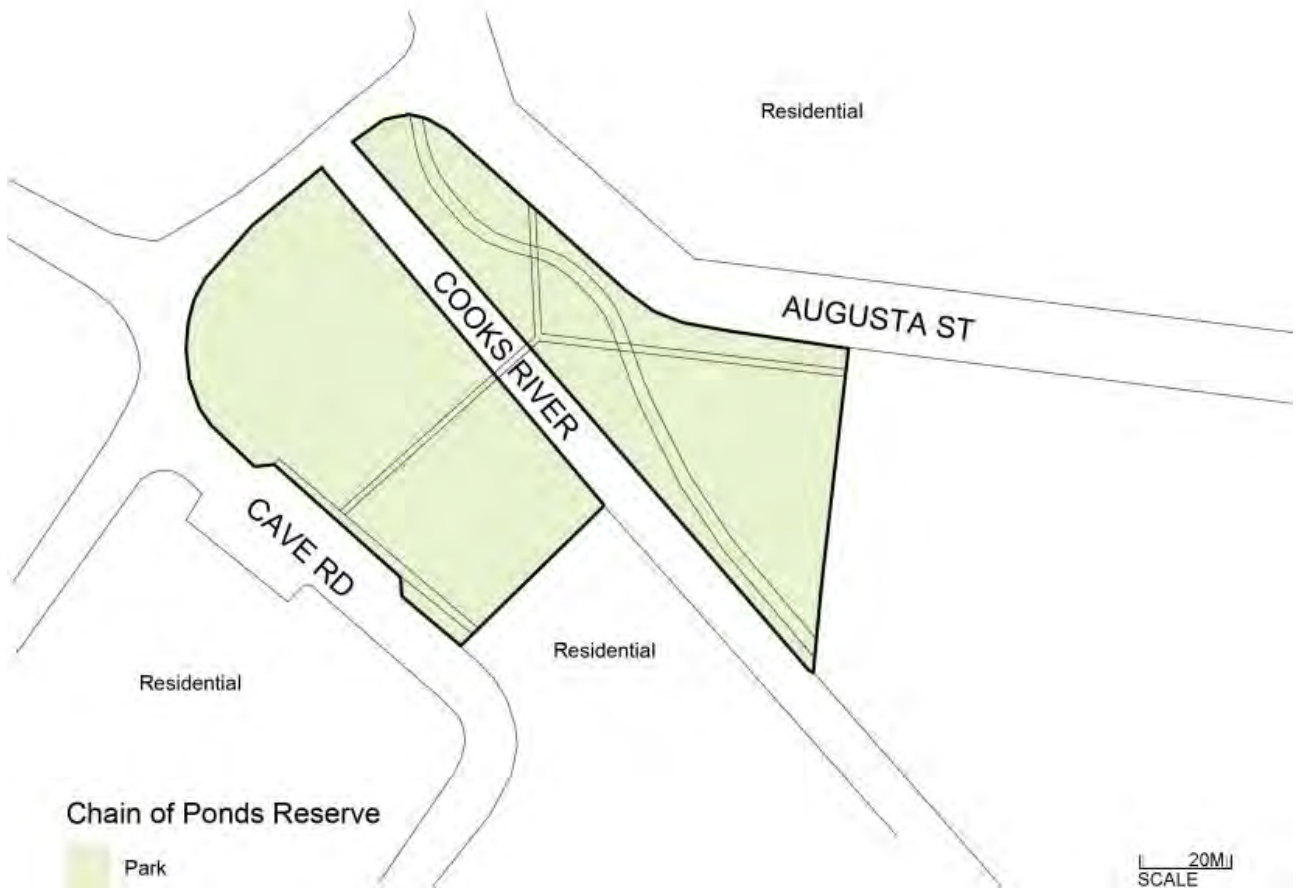 Residential
AUGUSTA ST
COOKS RIVER
CAVE RD
Residential
Residential
Chain of Ponds Reserve
Park
20M
SCALE